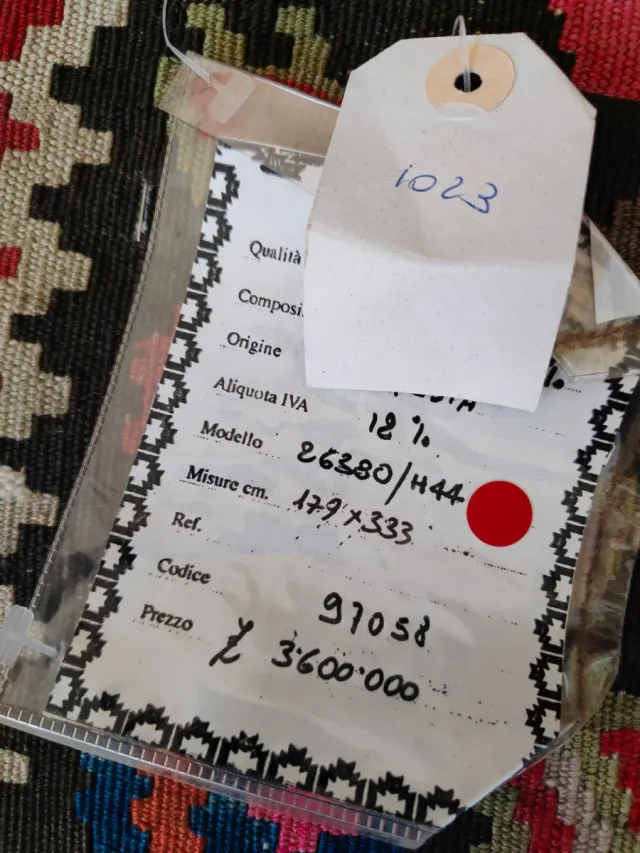 1023
Qualità
Composi
Origine
Aliquota IVA 18 %.
Modello 26380/H44
Misure cm. 179 x 333
Ref.
Codice 97058
Prezzo £ 3.600.000